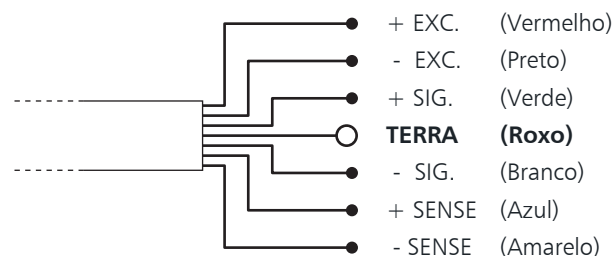 + EXC. (Vermelho)
- EXC. (Preto)
+ SIG. (Verde)
TERRA (Roxo)
- SIG. (Branco)
+ SENSE (Azul)
- SENSE (Amarelo)